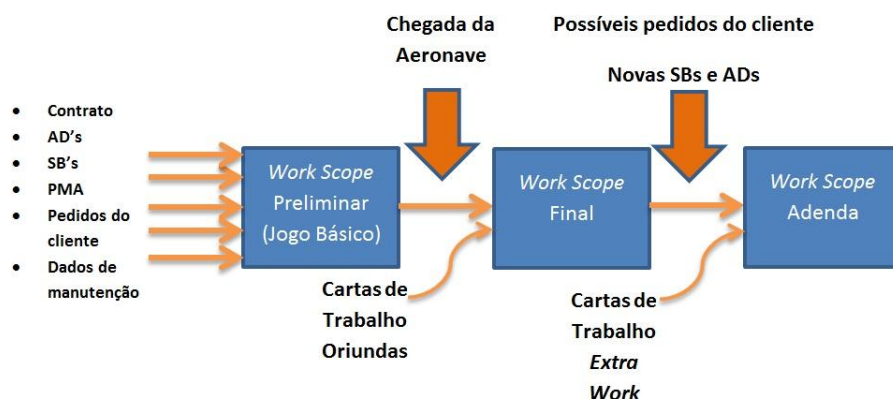 Chegada da
Aeronave
Possíveis pedidos do cliente
Novas SBs e ADs
• Contrato
• AD’s
• SB’s
• PMA
• Pedidos do
cliente
• Dados de
manutenção
Work Scope
Preliminar
(Jogo Básico)
Work Scope
Final
Work Scope
Adenda
Cartas de
Trabalho
Oriundas
Cartas de
Trabalho
Extra
Work